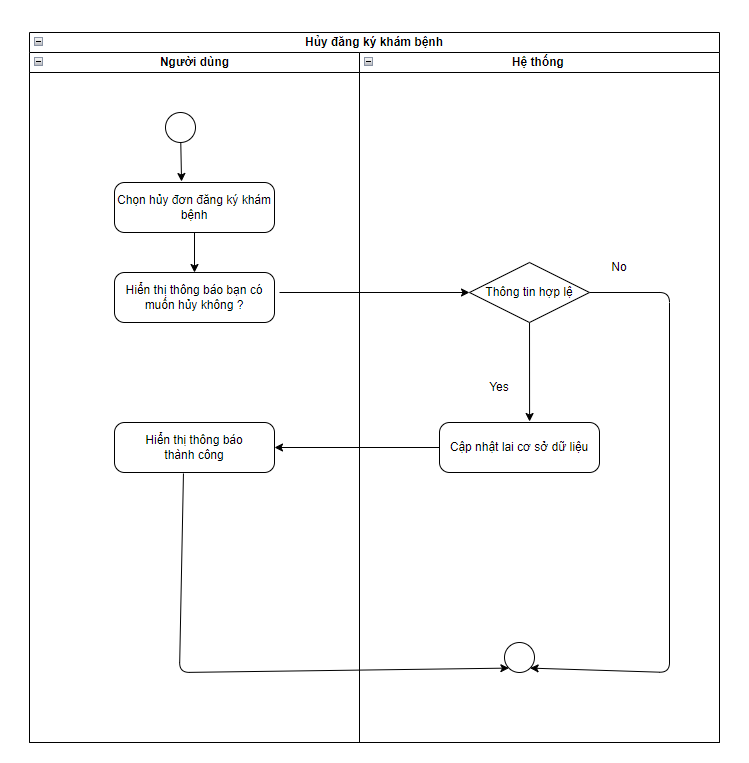 Hủy đăng ký khám bệnh
Người dùng
Hệ thống
Chọn hủy đơn đăng ký khám
bệnh
Hiển thị thông báo bạn có
muốn hủy không ?
Thông tin hợp lệ
No
Yes
Hiển thị thông báo
thành công
Cập nhật lai cơ sở dữ liệu